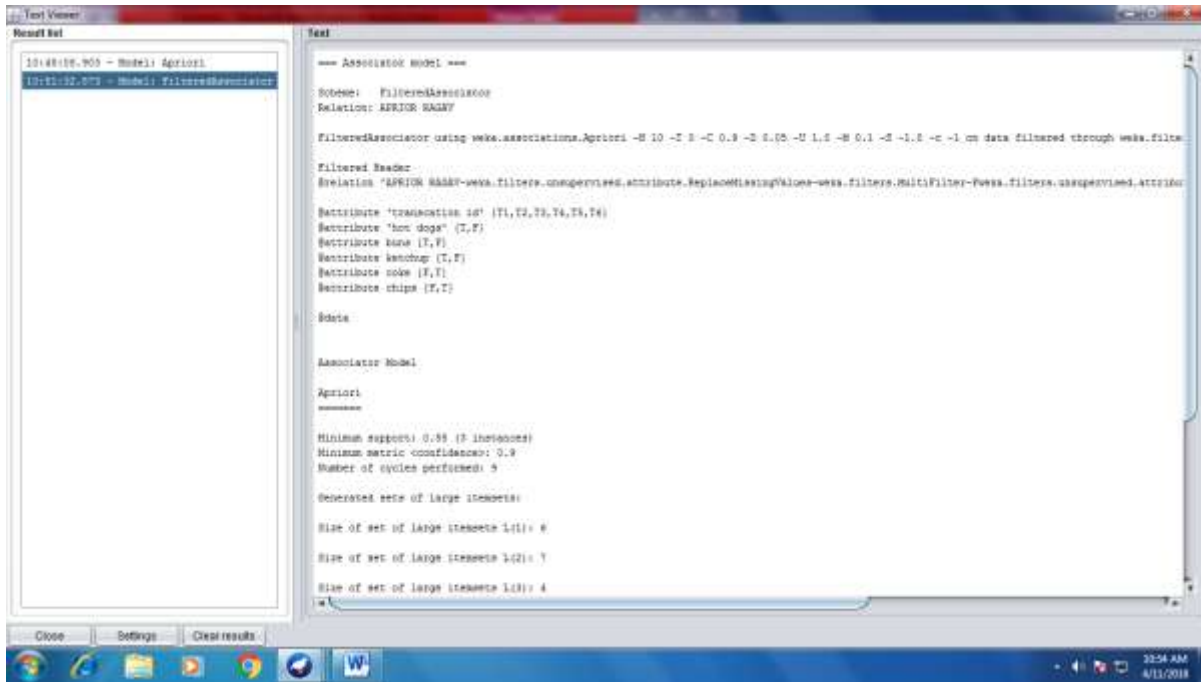 Text Viewer
Result list
10:48:58.905 - Model: Apriori
10:51:32.573 - Model: FilteredAssociator
Text
=== Associator model ===
Scheme: FilteredAssociator
Relation: APRIOR
FilteredAssociator using weka.associations.Apriori -N 10 -T 0 -C 0.9 -D 0.05 -U 1.0 -M 0.1 -S -1.0 -c -1 on data filtered through weka.filte
Filtered Header
@relation 'APRIOR weka.filters.unsupervised.attribute.ReplaceMissingValues-weka.filters.MultiFilter-Fweka.filters.unsupervised.attribu
@attribute 'transcation id' {T1,T2,T3,T4,T5,T6}
@attribute 'hot dogs' {T,F}
@attribute buns {T,F}
@attribute ketchup {T,F}
@attribute coke {F,T}
@attribute chips {F,T}
@data
Associator Model
Apriori
=======
Minimum support: 0.55 (3 instances)
Minimum metric <confidence>: 0.9
Number of cycles performed: 9
Generated sets of large itemsets:
Size of set of large itemsets L(1): 6
Size of set of large itemsets L(2): 7
Size of set of large itemsets L(3): 4
Close
Settings
Clear results
10:54 AM
4/11/2018